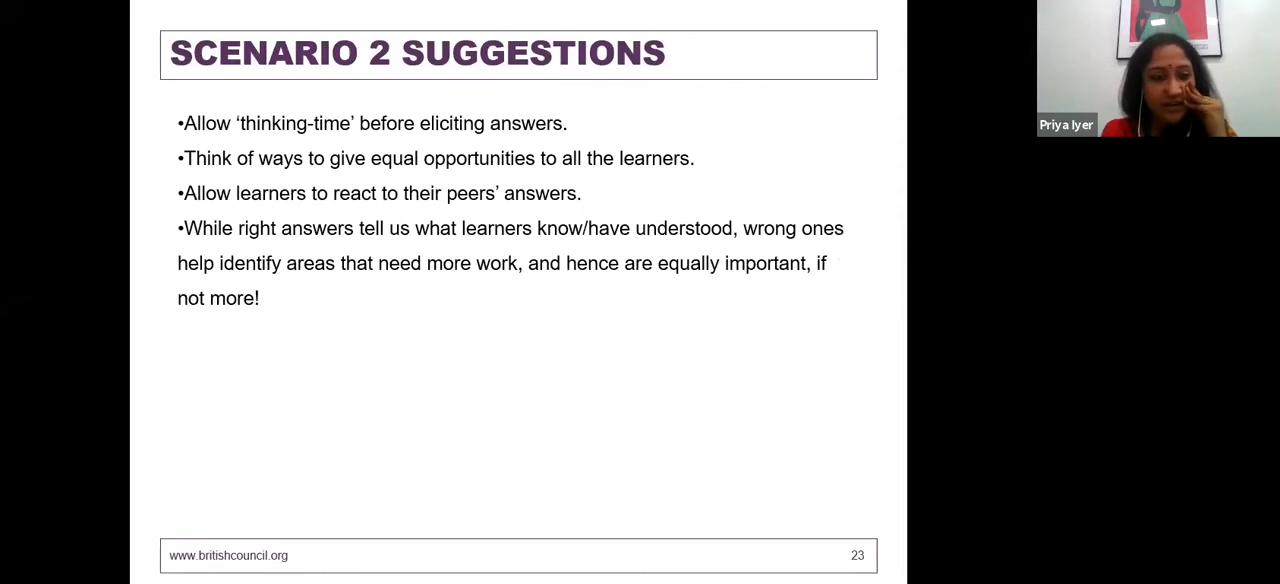 SCENARIO 2 SUGGESTIONS
•Allow ‘thinking-time’ before eliciting answers.
•Think of ways to give equal opportunities to all the learners.
•Allow learners to react to their peers’ answers.
•While right answers tell us what learners know/have understood, wrong ones
help identify areas that need more work, and hence are equally important, if
not more!
www.britishcouncil.org
23
Priya Iyer